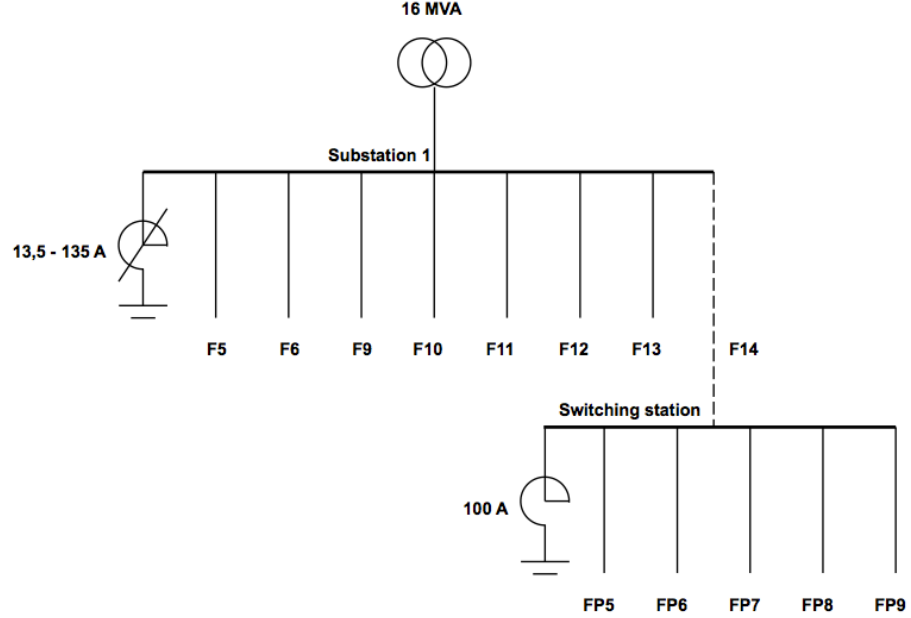 16 MVA
Substation 1
13,5 - 135 A
F5 F6 F9 F10 F11 F12 F13 F14
Switching station
100 A
FP5 FP6 FP7 FP8 FP9